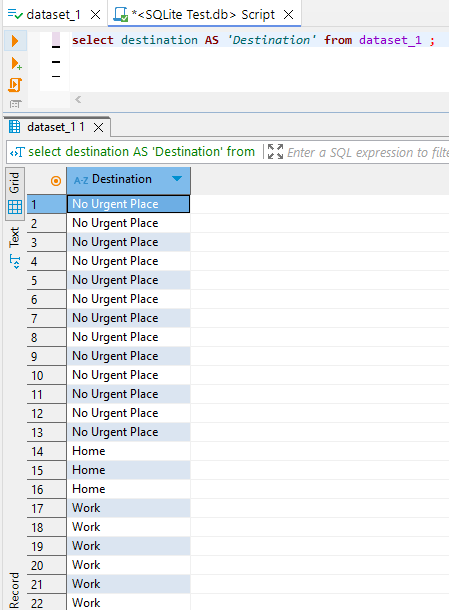 dataset_1
*<SQLite Test.db> Script
select destination AS 'Destination' from dataset_1 ;
dataset_1 1
select destination AS 'Destination' from
Enter a SQL expression to filte
Grid
Text
Record
A-Z Destination
1 No Urgent Place
2 No Urgent Place
3 No Urgent Place
4 No Urgent Place
5 No Urgent Place
6 No Urgent Place
7 No Urgent Place
8 No Urgent Place
9 No Urgent Place
10 No Urgent Place
11 No Urgent Place
12 No Urgent Place
13 No Urgent Place
14 Home
15 Home
16 Home
17 Work
18 Work
19 Work
20 Work
21 Work
22 Work